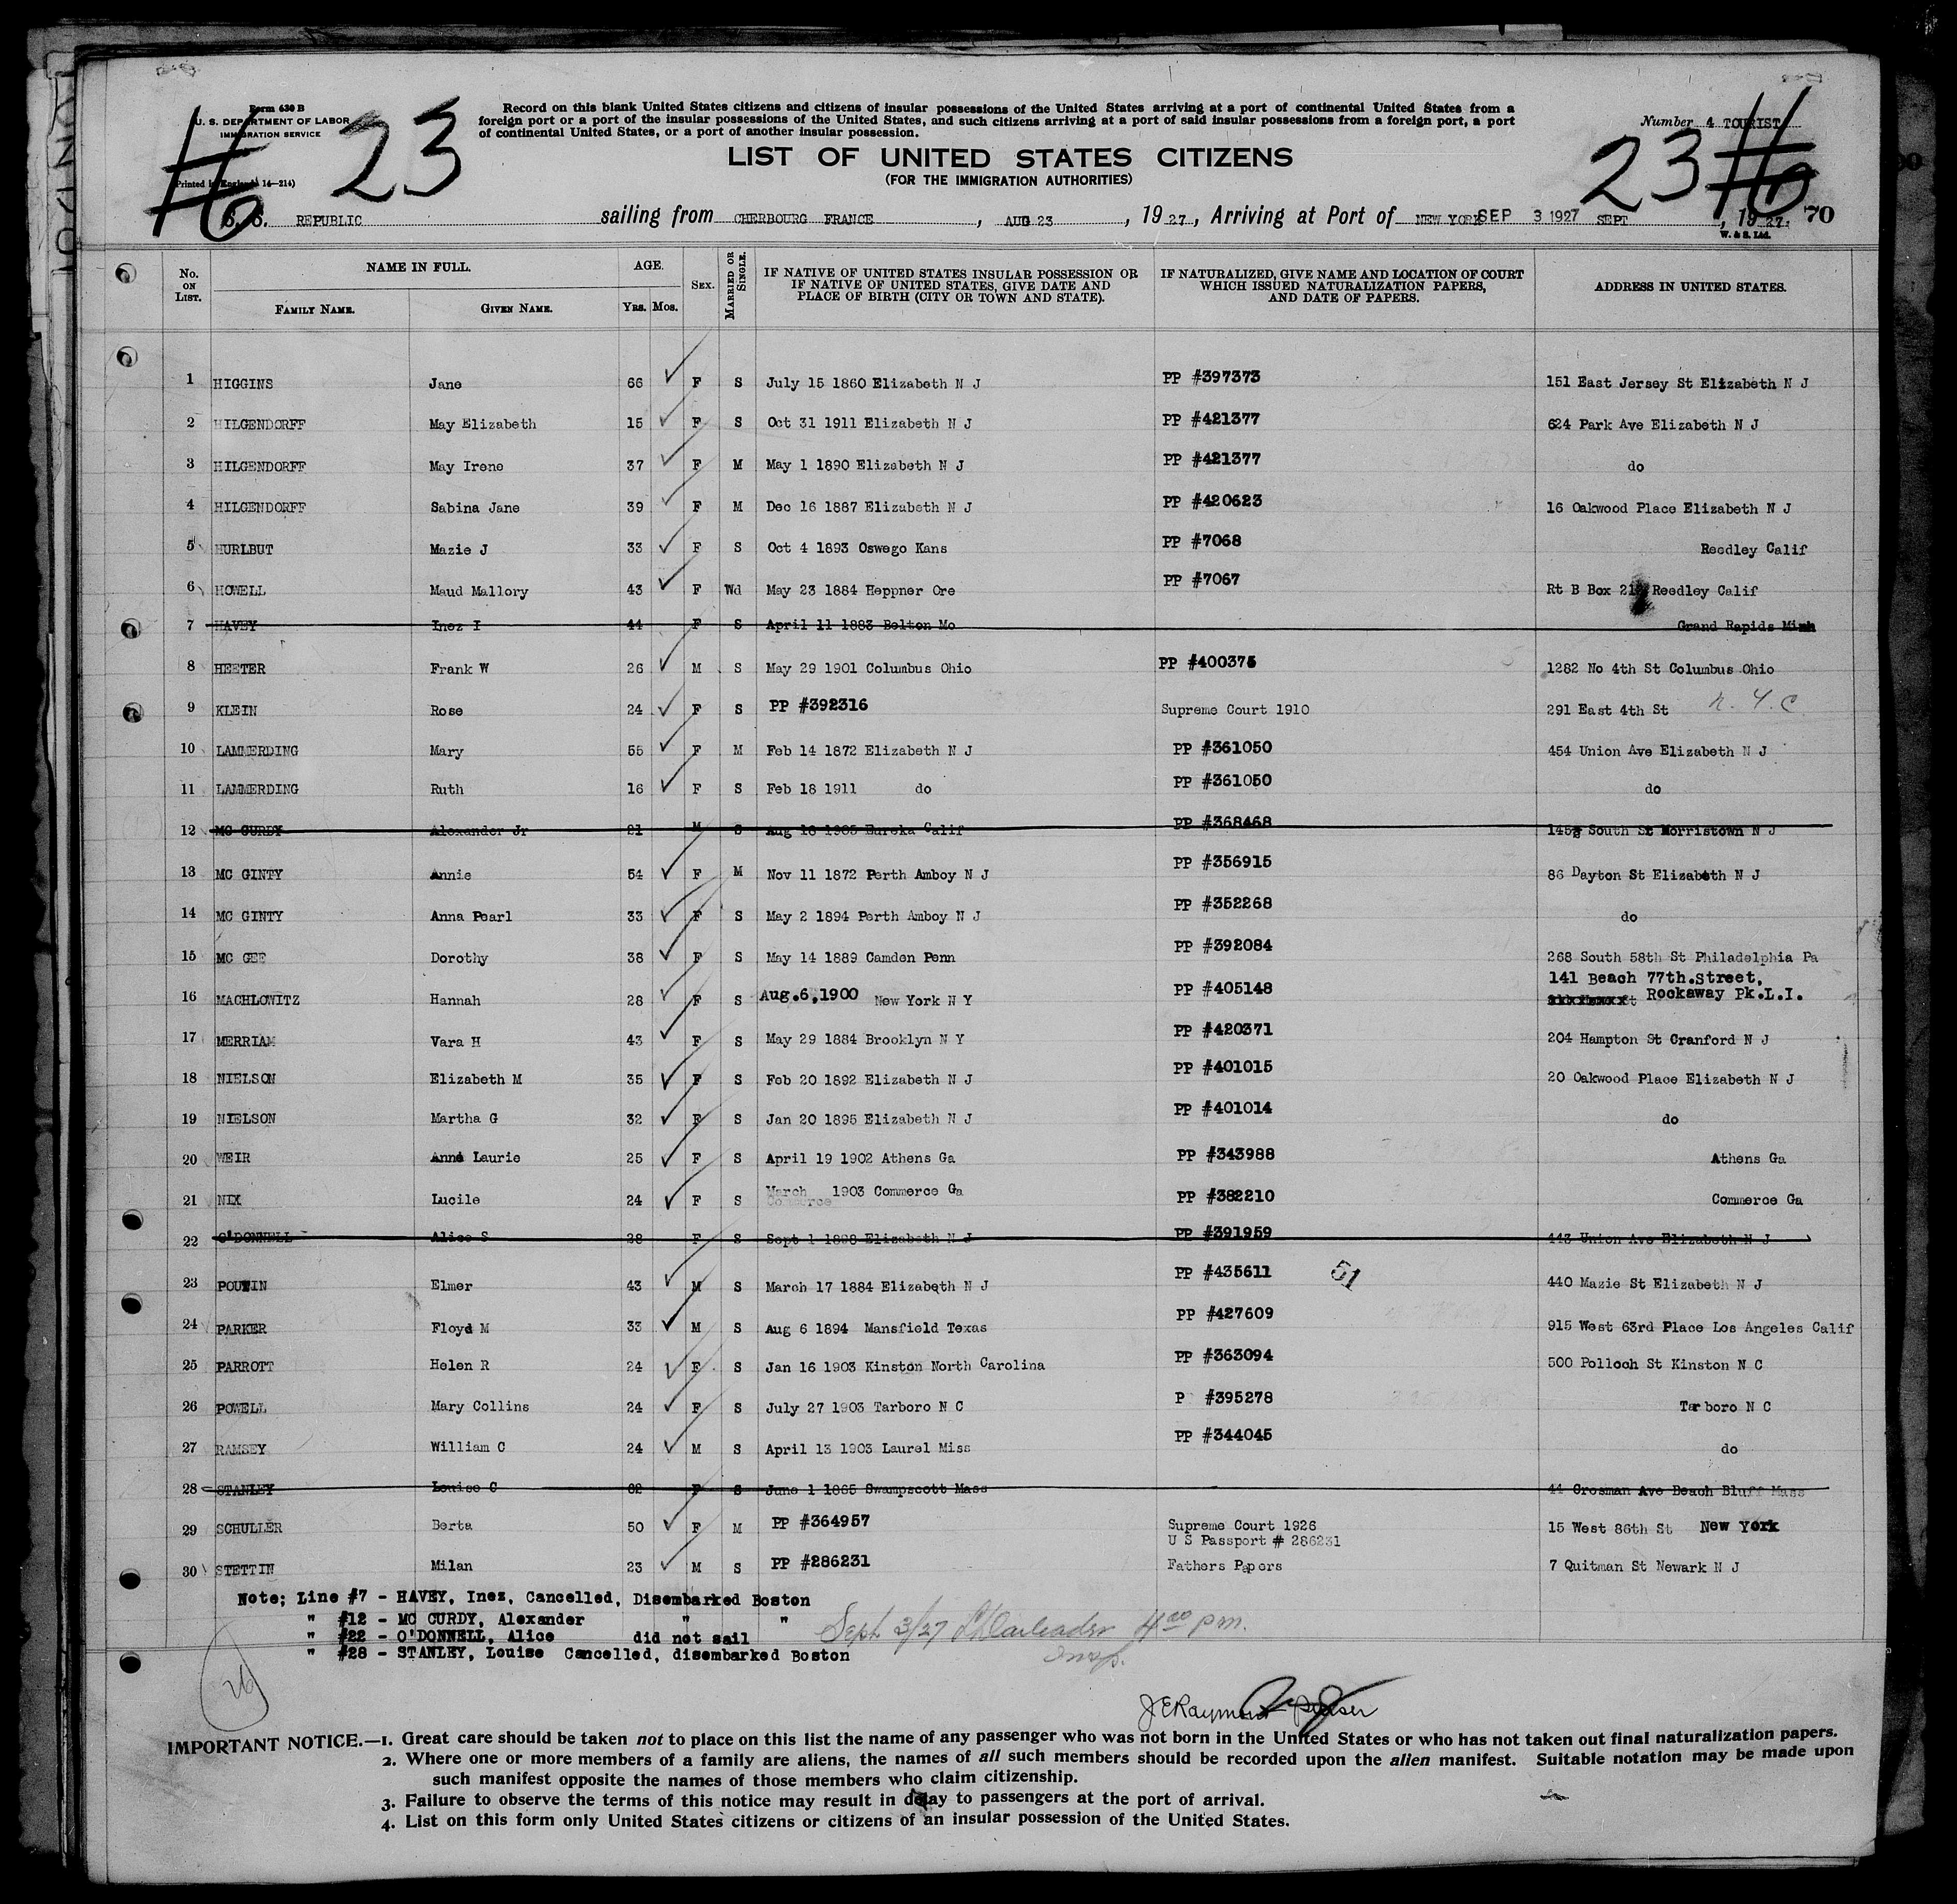 Form 630 B
U. S. DEPARTMENT OF LABOR
IMMIGRATION SERVICE
(Printed in England 14—214)
23
Record on this blank United States citizens and citizens of insular possessions of the United States arriving at a port of continental United States from a
foreign port or a port of the insular possessions of the United States, and such citizens arriving at a port of said insular possessions from a foreign port, a port
of continental United States, or a port of another insular possession.
Number 4 TOURIST
23
LIST OF UNITED STATES CITIZENS
(FOR THE IMMIGRATION AUTHORITIES)
S. S. REPUBLIC sailing from CHERBOURG FRANCE, AUG 23, 1927, Arriving at Port of NEW YORK SEP 3 1927 SEPT, 1927. 70
W. & S. Ltd.
No. ON LIST. NAME IN FULL. FAMILY NAME. GIVEN NAME. AGE. YRS. MOS. SEX. MARRIED OR SINGLE. IF NATIVE OF UNITED STATES INSULAR POSSESSION OR IF NATIVE OF UNITED STATES, GIVE DATE AND PLACE OF BIRTH (CITY OR TOWN AND STATE). IF NATURALIZED, GIVE NAME AND LOCATION OF COURT WHICH ISSUED NATURALIZATION PAPERS, AND DATE OF PAPERS. ADDRESS IN UNITED STATES.
1 HIGGINS Jane 66 F S July 15 1860 Elizabeth N J PP #397373 151 East Jersey St Elizabeth N J
2 HILGENDORFF May Elizabeth 15 F S Oct 31 1911 Elizabeth N J PP #421377 624 Park Ave Elizabeth N J
3 HILGENDORFF May Irene 37 F M May 1 1890 Elizabeth N J PP #421377 do
4 HILGENDORFF Sabina Jane 39 F M Dec 16 1887 Elizabeth N J PP #420623 16 Oakwood Place Elizabeth N J
5 HURLBUT Mazie J 33 F S Oct 4 1893 Oswego Kans PP #7068 Reedley Calif
6 HOWELL Maud Mallory 43 F Wd May 23 1884 Heppner Ore PP #7067 Rt B Box Reedley Calif
7 HAVEY Inez I 44 F S April 11 1883 Belton Mo Grand Rapids Minh
8 HEETER Frank W 26 M S May 29 1901 Columbus Ohio PP #400375 1282 No 4th St Columbus Ohio
9 KLEIN Rose 24 F S PP #392316 Supreme Court 1910 291 East 4th St N. Y. C
10 LAMMERDING Mary 55 F M Feb 14 1872 Elizabeth N J PP #361050 454 Union Ave Elizabeth N J
11 LAMMERDING Ruth 16 F S Feb 18 1911 do PP #361050 do
12 MC CURDY Alexander Jr 21 M S Aug 18 1905 Eureka Calif PP #368468 South St Morristown N J
13 MC GINTY Annie 54 F M Nov 11 1872 Perth Amboy N J PP #356915 86 Dayton St Elizabeth N J
14 MC GINTY Anna Pearl 33 F S May 2 1894 Perth Amboy N J PP #352268 do
15 MC GEE Dorothy 38 F S May 14 1889 Camden Penn PP #392084 268 South 58th St Philadelphia Pa
16 MACHLOWITZ Hannah 28 F S Aug.6,1900 New York N Y PP #405148 141 Beach 77th.Street, Rockaway Pk.L.I.
17 MERRIAM Vara H 43 F S May 29 1884 Brooklyn N Y PP #420371 204 Hampton St Cranford N J
18 NIELSON Elizabeth M 35 F S Feb 20 1892 Elizabeth N J PP #401015 20 Oakwood Place Elizabeth N J
19 NIELSON Martha G 32 F S Jan 20 1895 Elizabeth N J PP #401014 do
20 WEIR Anne Laurie 25 F S April 19 1902 Athens Ga PP #343988 Athens Ga
21 NIX Lucile 24 F S March 1903 Commerce Ga PP #382210 Commerce Ga
22 O'DONNELL Alice S 28 F S Sept 1 1898 Elizabeth N J PP #391959 443 Union Ave Elizabeth N J
23 POUTIN Elmer 43 M S March 17 1884 Elizabeth N J PP #435611 51 440 Mazie St Elizabeth N J
24 PARKER Floyd M 33 M S Aug 6 1894 Mansfield Texas PP #427609 915 West 63rd Place Los Angeles Calif
25 PARROTT Helen R 24 F S Jan 16 1903 Kinston North Carolina PP #363094 500 Polloch St Kinston N C
26 POWELL Mary Collins 24 F S July 27 1903 Tarboro N C P #395278 Tarboro N C
27 RAMSEY William C 24 M S April 13 1903 Laurel Miss PP #344045 do
28 STANLEY Louise C 62 F S June 1 1865 Swampscott Mass 44 Crosman Ave Beach Bluff Mass
29 SCHULLER Berta 50 F M PP #364957 Supreme Court 1926 15 West 86th St New York
U S Passport # 286231
30 STETTIN Milan 23 M S PP #286231 Fathers Papers 7 Quitman St Newark N J
Note; Line #7 - HAVEY, Inez, Cancelled, Disembarked Boston
" #12 - MC CURDY, Alexander " "
" #22 - O'DONNELL, Alice did not sail
" #28 - STANLEY, Louise Cancelled, disembarked Boston
Sept 3/27 4 00 pm.
Insp.
26
J E Raymond purser
IMPORTANT NOTICE.—1. Great care should be taken not to place on this list the name of any passenger who was not born in the United States or who has not taken out final naturalization papers.
2. Where one or more members of a family are aliens, the names of all such members should be recorded upon the alien manifest. Suitable notation may be made upon
such manifest opposite the names of those members who claim citizenship.
3. Failure to observe the terms of this notice may result in delay to passengers at the port of arrival.
4. List on this form only United States citizens or citizens of an insular possession of the United States.